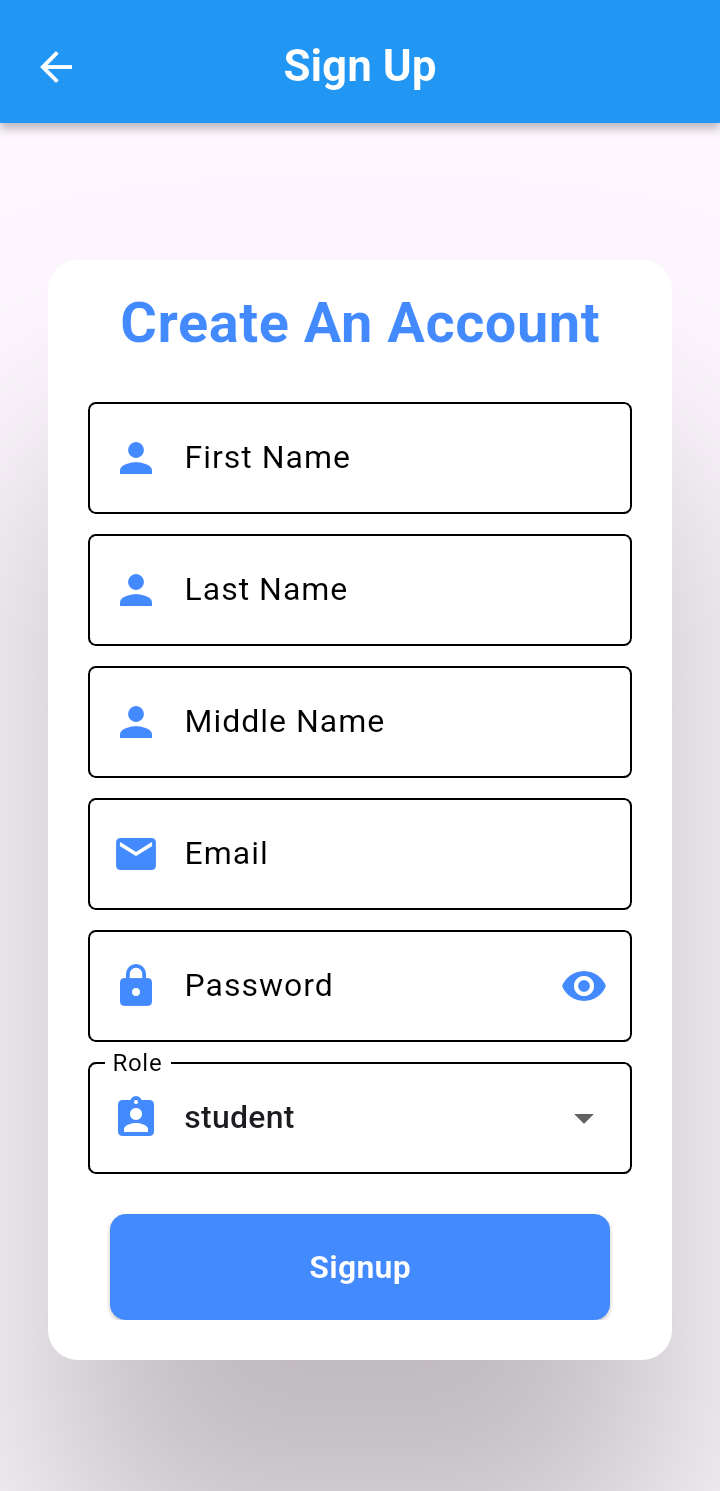 Sign Up
Create An Account
First Name
Last Name
Middle Name
Email
Password
Role
student
Signup